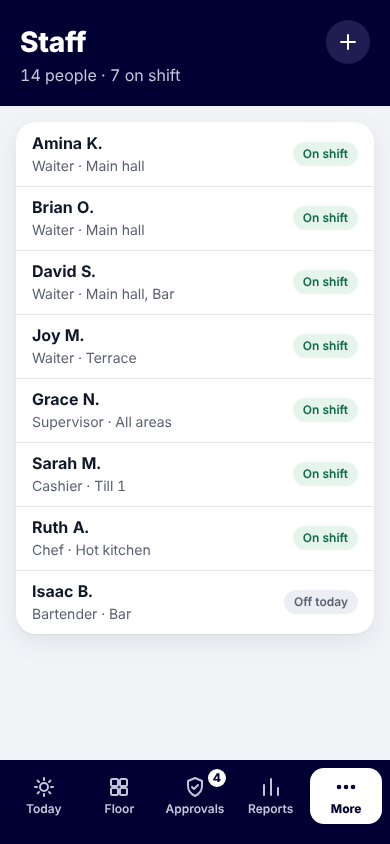 Staff
14 people · 7 on shift
Amina K.
Waiter · Main hall
On shift
Brian O.
Waiter · Main hall
On shift
David S.
Waiter · Main hall, Bar
On shift
Joy M.
Waiter · Terrace
On shift
Grace N.
Supervisor · All areas
On shift
Sarah M.
Cashier · Till 1
On shift
Ruth A.
Chef · Hot kitchen
On shift
Isaac B.
Bartender · Bar
Off today
4
Today
Floor
Approvals
Reports
More